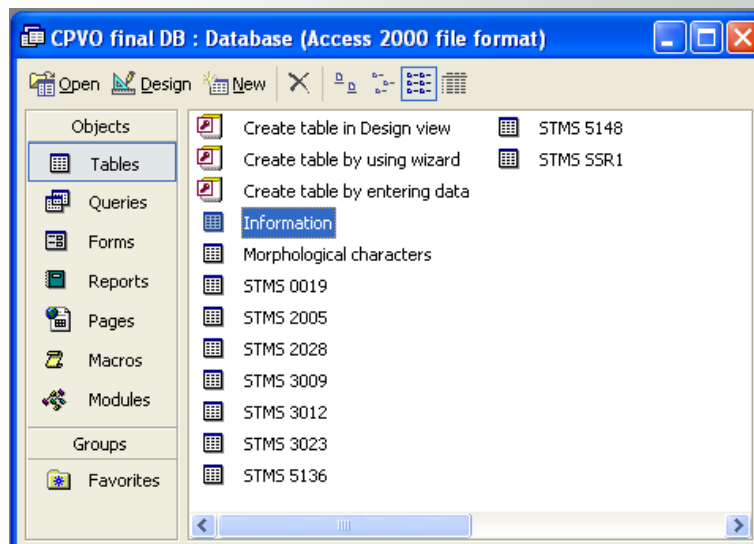 CPVO final DB : Database (Access 2000 file format)
Open Design New
Objects
Tables
Queries
Forms
Reports
Pages
Macros
Modules
Groups
Favorites
Create table in Design view
Create table by using wizard
Create table by entering data
Information
Morphological characters
STMS 0019
STMS 2005
STMS 2028
STMS 3009
STMS 3012
STMS 3023
STMS 5136
STMS 5148
STMS SSR1